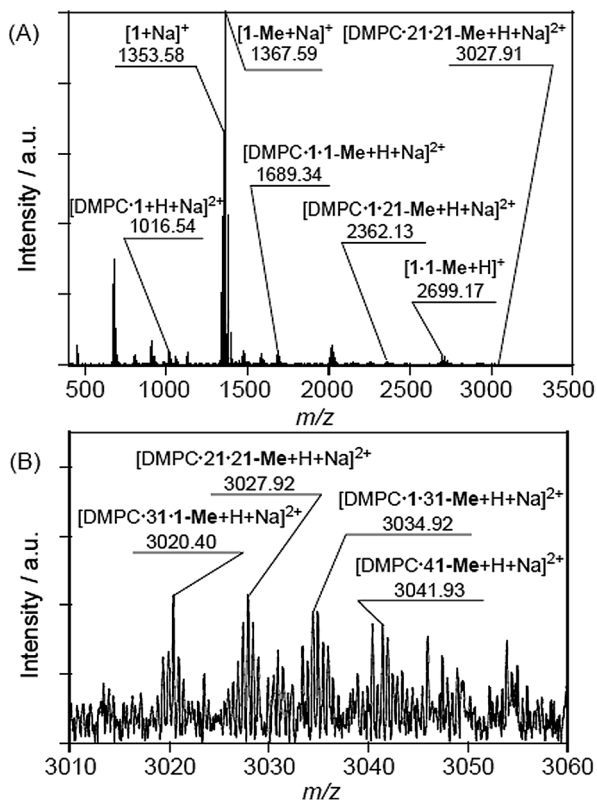 (A)
[1+Na]⁺
1353.58
[1-Me+Na]⁺
1367.59
[DMPC·21·21-Me+H+Na]²⁺
3027.91
[DMPC·1·1-Me+H+Na]²⁺
1689.34
[DMPC·1+H+Na]²⁺
1016.54
[DMPC·1·21-Me+H+Na]²⁺
2362.13
[1·1-Me+H]⁺
2699.17
Intensity / a.u.
500 1000 1500 2000 2500 3000 3500
m/z
(B)
[DMPC·21·21-Me+H+Na]²⁺
3027.92
[DMPC·31·1-Me+H+Na]²⁺
3020.40
[DMPC·1·31-Me+H+Na]²⁺
3034.92
[DMPC·41-Me+H+Na]²⁺
3041.93
Intensity / a.u.
3010 3020 3030 3040 3050 3060
m/z